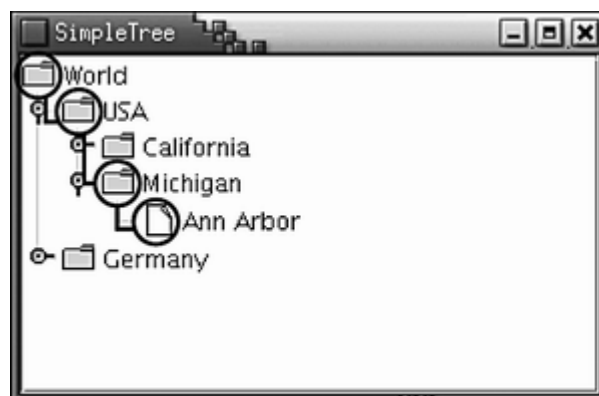 SimpleTree
World
USA
California
Michigan
Ann Arbor
Germany